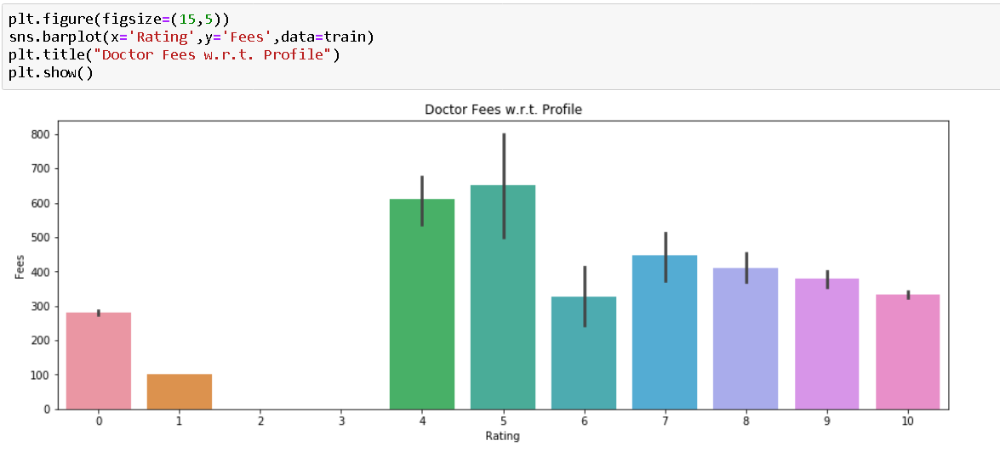 plt.figure(figsize=(15,5))
sns.barplot(x='Rating',y='Fees',data=train)
plt.title("Doctor Fees w.r.t. Profile")
plt.show()
Doctor Fees w.r.t. Profile
800
700
600
500
400
300
200
100
0
Fees
0 1 2 3 4 5 6 7 8 9 10
Rating